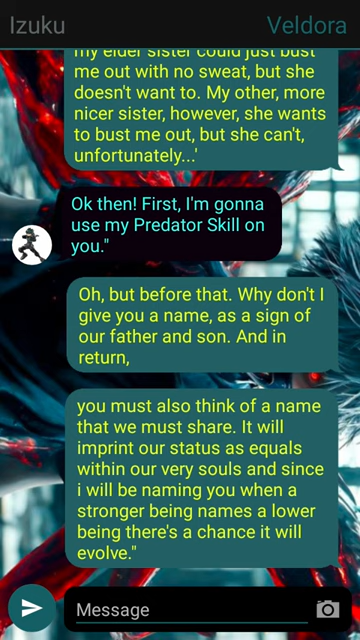 Izuku
Veldora
my elder sister could just bust
me out with no sweat, but she
doesn't want to. My other, more
nicer sister, however, she wants
to bust me out, but she can't,
unfortunately...'
Ok then! First, I'm gonna
use my Predator Skill on
you."
Oh, but before that. Why don't I
give you a name, as a sign of
our father and son. And in
return,
you must also think of a name
that we must share. It will
imprint our status as equals
within our very souls and since
i will be naming you when a
stronger being names a lower
being there's a chance it will
evolve."
Message